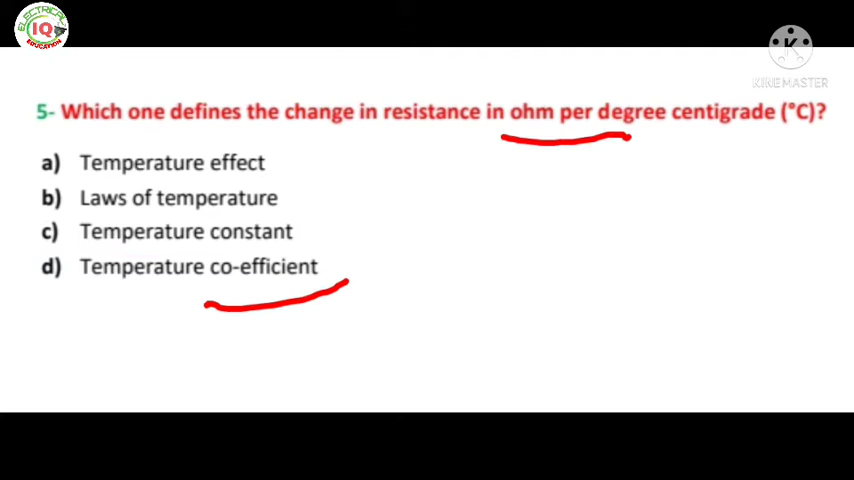 ELECTRICAL
IQ
EDUCATION
K
KINEMASTER
5- Which one defines the change in resistance in ohm per degree centigrade (°C)?
a) Temperature effect
b) Laws of temperature
c) Temperature constant
d) Temperature co-efficient